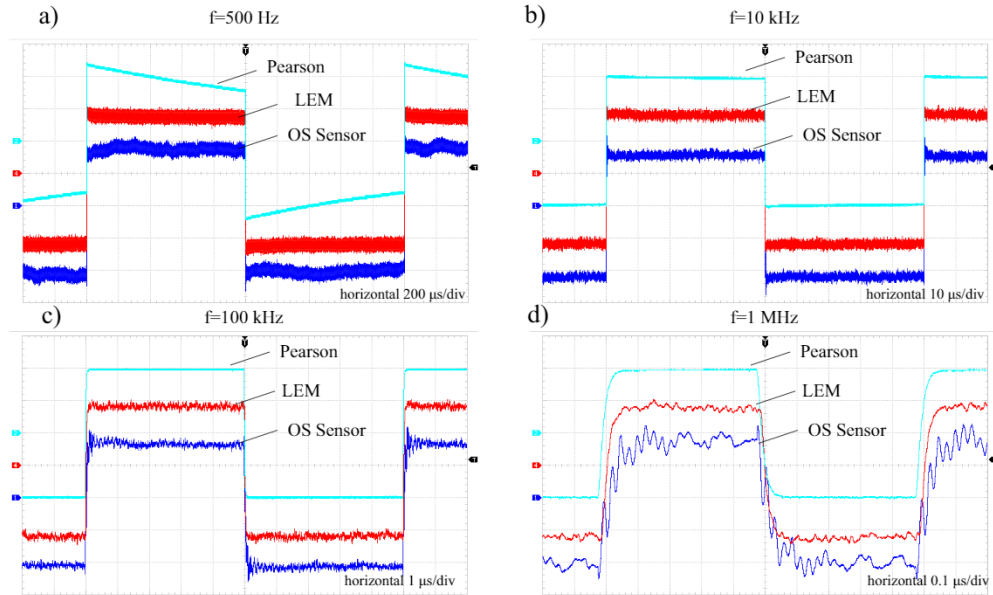 a)
f=500 Hz
Pearson
LEM
OS Sensor
horizontal 200 μs/div
b)
f=10 kHz
Pearson
LEM
OS Sensor
horizontal 10 μs/div
c)
f=100 kHz
Pearson
LEM
OS Sensor
horizontal 1 μs/div
d)
f=1 MHz
Pearson
LEM
OS Sensor
horizontal 0.1 μs/div